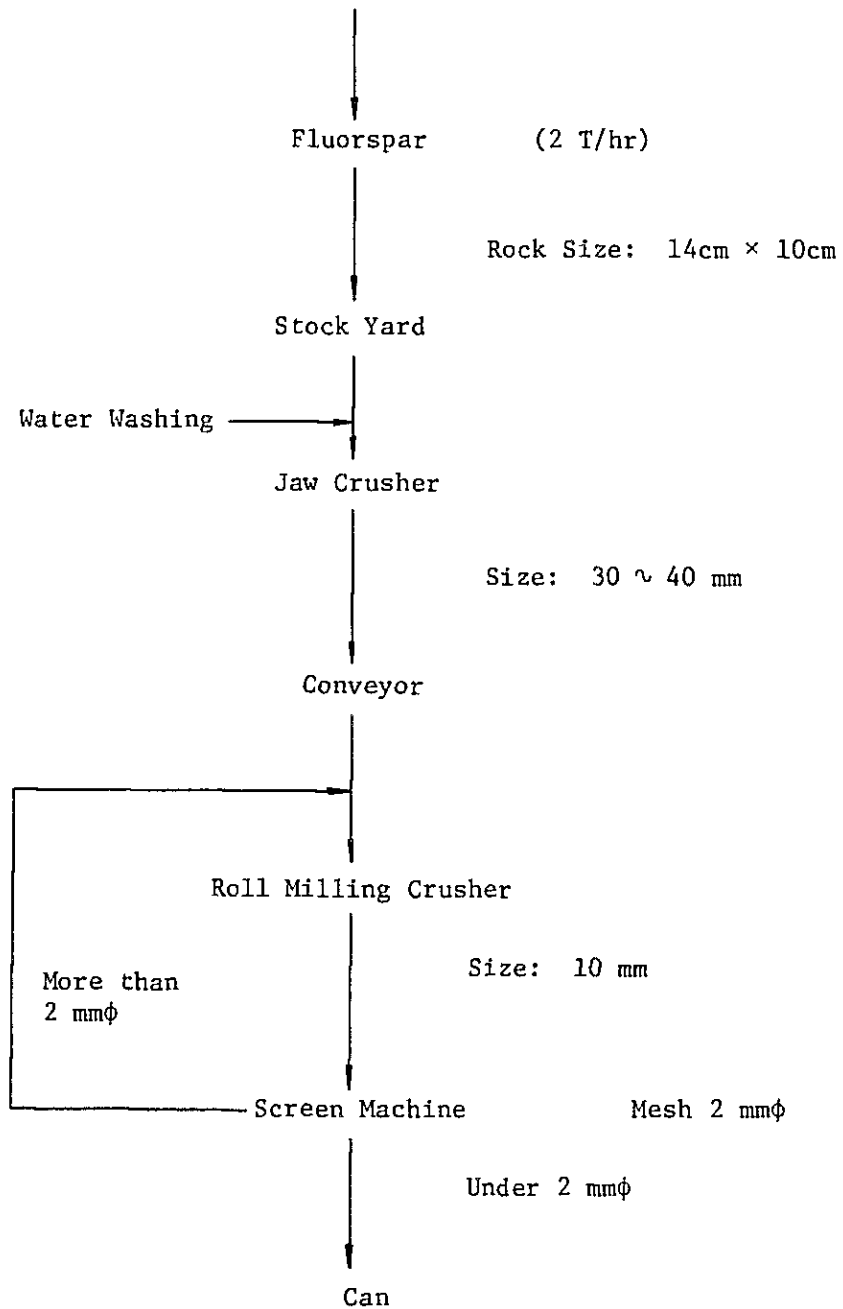 Fluorspar (2 T/hr)
Rock Size: 14cm × 10cm
Stock Yard
Water Washing
Jaw Crusher
Size: 30 ∿ 40 mm
Conveyor
Roll Milling Crusher
Size: 10 mm
More than
2 mmφ
Screen Machine Mesh 2 mmφ
Under 2 mmφ
Can